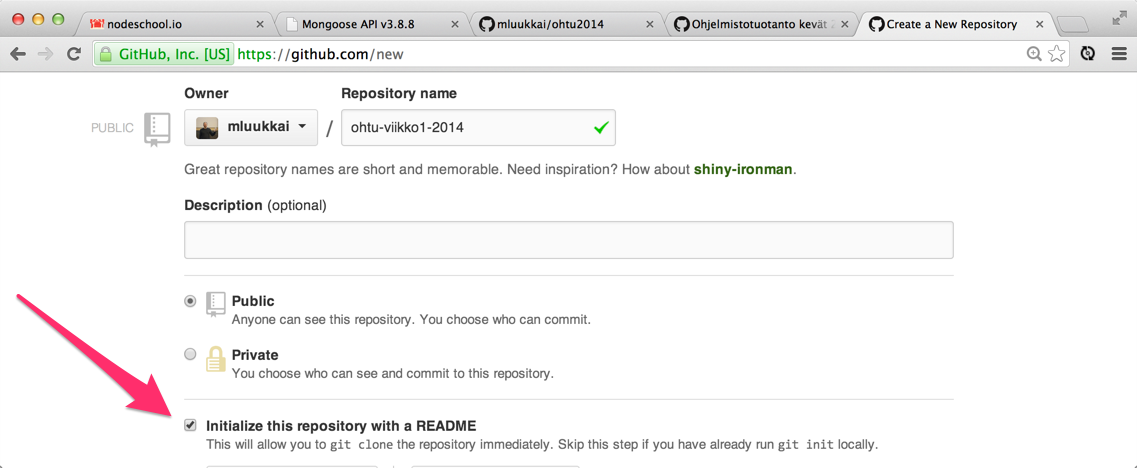 nodeschool.io
Mongoose API v3.8.8
mluukkai/ohtu2014
Ohjelmistotuotanto kevät 2
Create a New Repository
GitHub, Inc. [US] https://github.com/new
Owner
Repository name
PUBLIC
mluukkai
/
ohtu-viikko1-2014
Great repository names are short and memorable. Need inspiration? How about shiny-ironman.
Description (optional)
Public
Anyone can see this repository. You choose who can commit.
Private
You choose who can see and commit to this repository.
Initialize this repository with a README
This will allow you to git clone the repository immediately. Skip this step if you have already run git init locally.